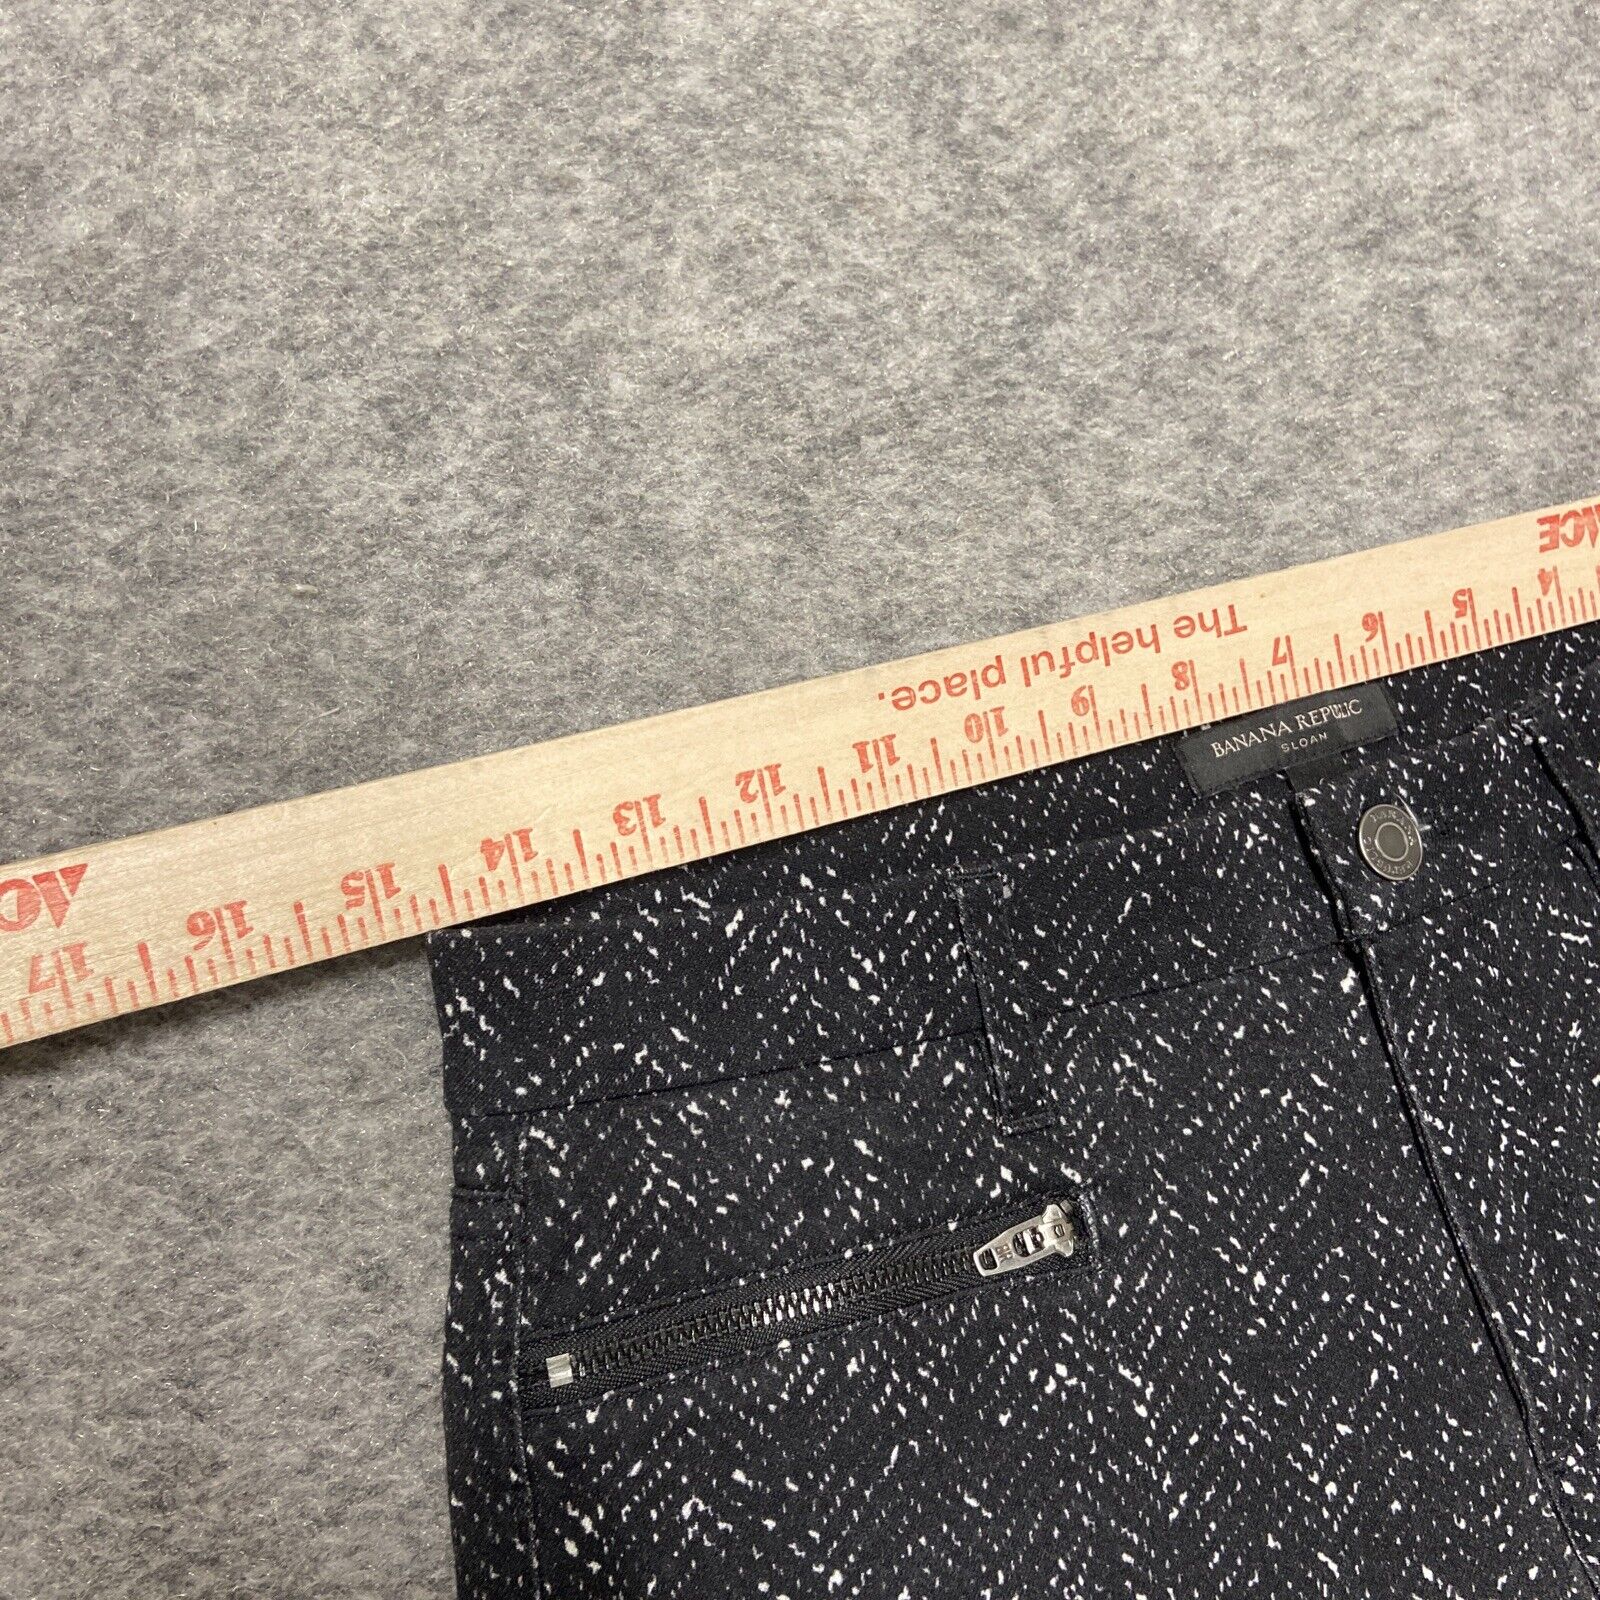 ACE
The helpful place.
ACE
17 16 15 14 13 12 11 10 9 8 7 6 5 4
BANANA REPUBLIC
SLOAN